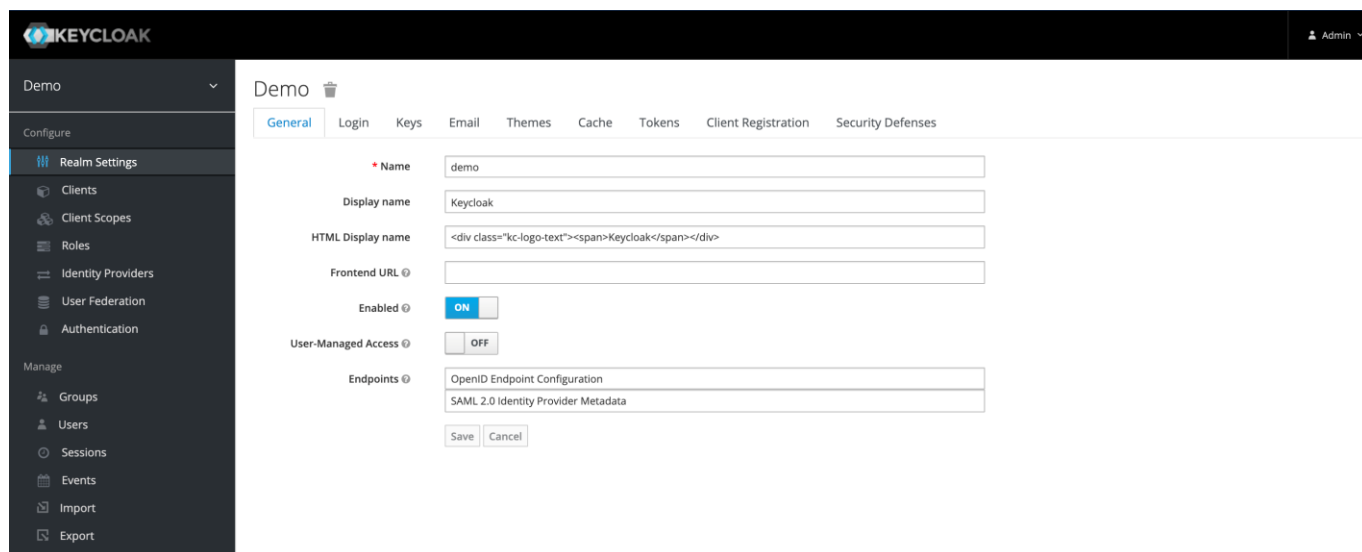 KEYCLOAK
Admin
Demo
Configure
Realm Settings
Clients
Client Scopes
Roles
Identity Providers
User Federation
Authentication
Manage
Groups
Users
Sessions
Events
Import
Export
Demo
General Login Keys Email Themes Cache Tokens Client Registration Security Defenses
* Name demo
Display name Keycloak
HTML Display name <div class="kc-logo-text"><span>Keycloak</span></div>
Frontend URL
Enabled ON
User-Managed Access OFF
Endpoints OpenID Endpoint Configuration
SAML 2.0 Identity Provider Metadata
Save Cancel